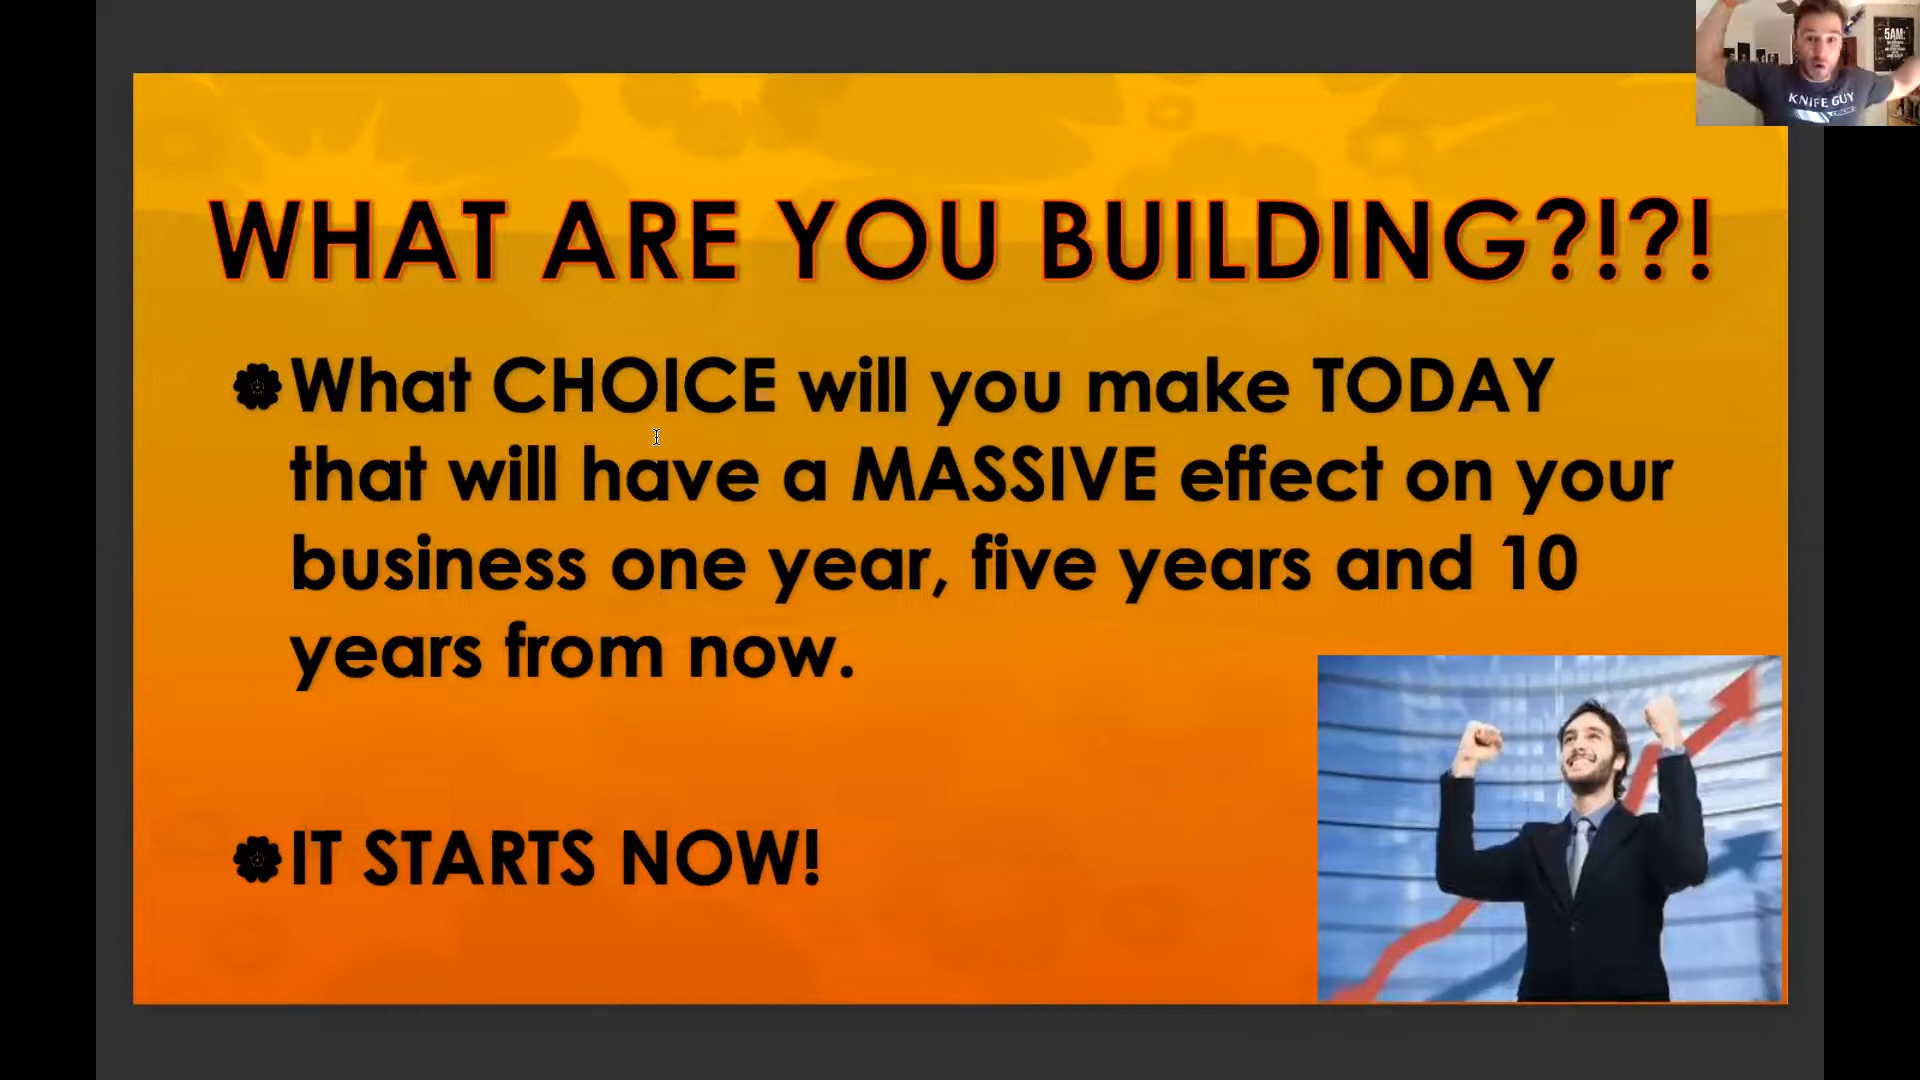 WHAT ARE YOU BUILDING?!?!
What CHOICE will you make TODAY
that will have a MASSIVE effect on your
business one year, five years and 10
years from now.
IT STARTS NOW!
5AM:
KNIFE GUY